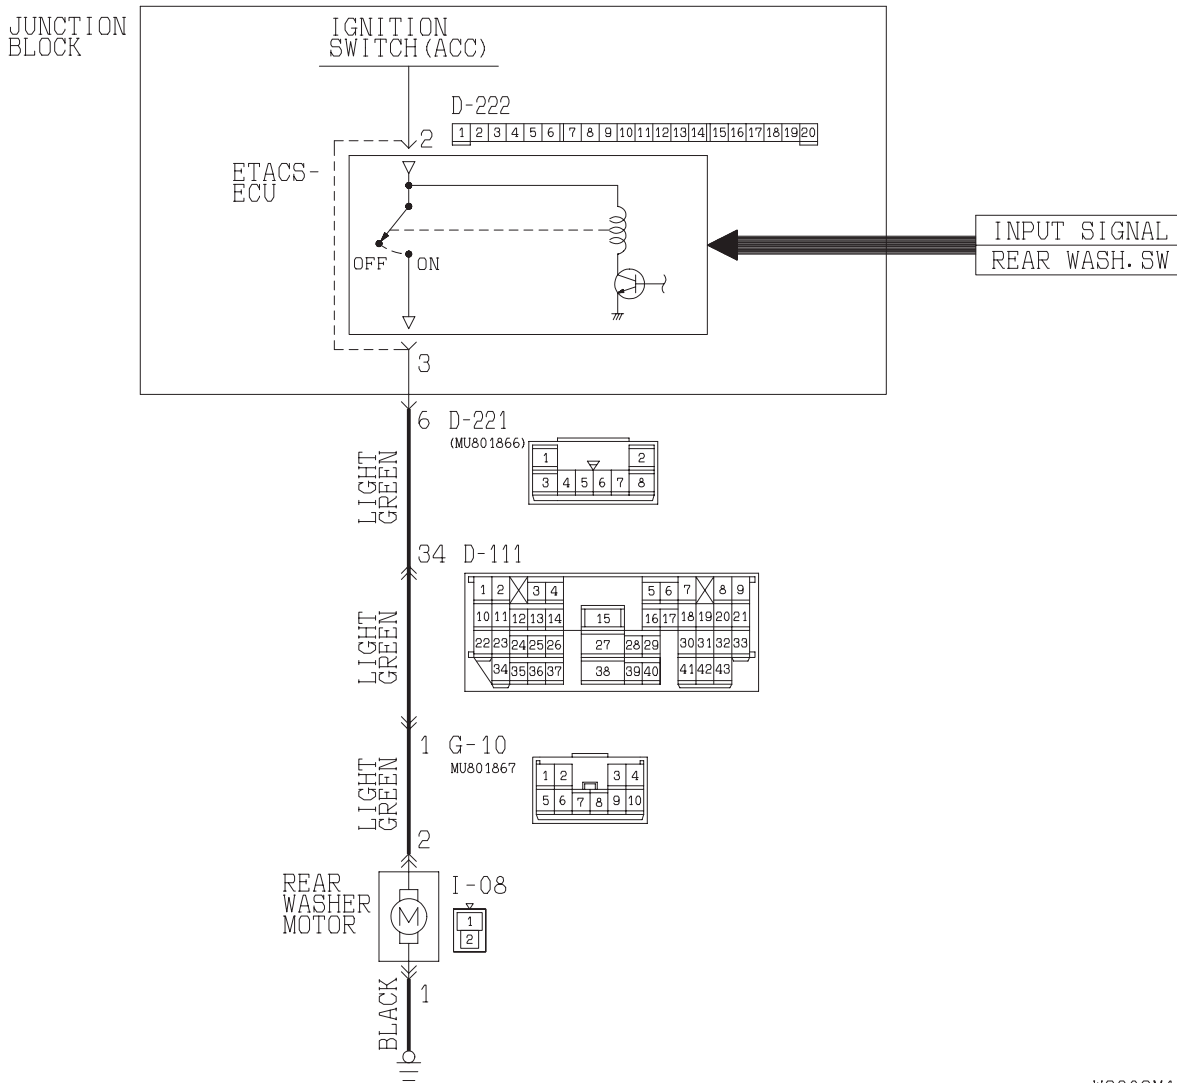 JUNCTION
BLOCK
IGNITION
SWITCH(ACC)
D-222
2
1 2 3 4 5 6 7 8 9 10 11 12 13 14 15 16 17 18 19 20
ETACS-
ECU
OFF
ON
INPUT SIGNAL
REAR WASH.SW
3
6 D-221
(MU801866)
1 2
3 4 5 6 7 8
LIGHT
GREEN
34 D-111
1 2 3 4 5 6 7 8 9
10 11 12 13 14 15 16 17 18 19 20 21
22 23 24 25 26 27 28 29 30 31 32 33
34 35 36 37 38 39 40 41 42 43
LIGHT
GREEN
1 G-10
MU801867
1 2 3 4
5 6 7 8 9 10
LIGHT
GREEN
2
REAR
WASHER
MOTOR
M
I-08
1
2
BLACK
1